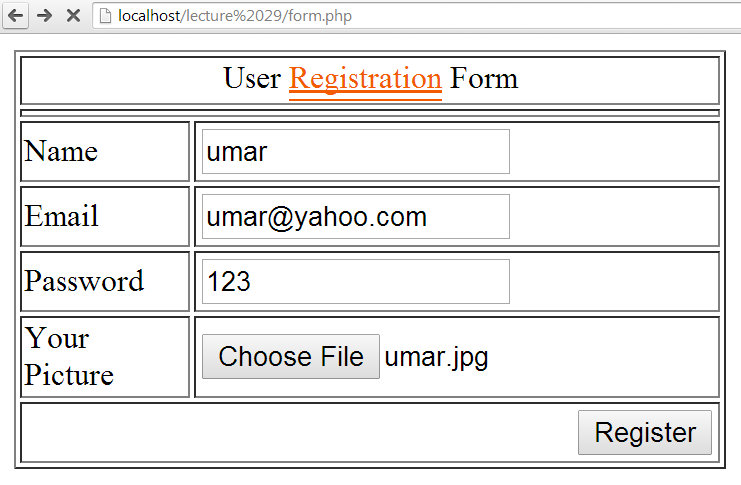 localhost/lecture%2029/form.php
User Registration Form
Name umar
Email umar@yahoo.com
Password 123
Your
Picture
Choose File umar.jpg
Register